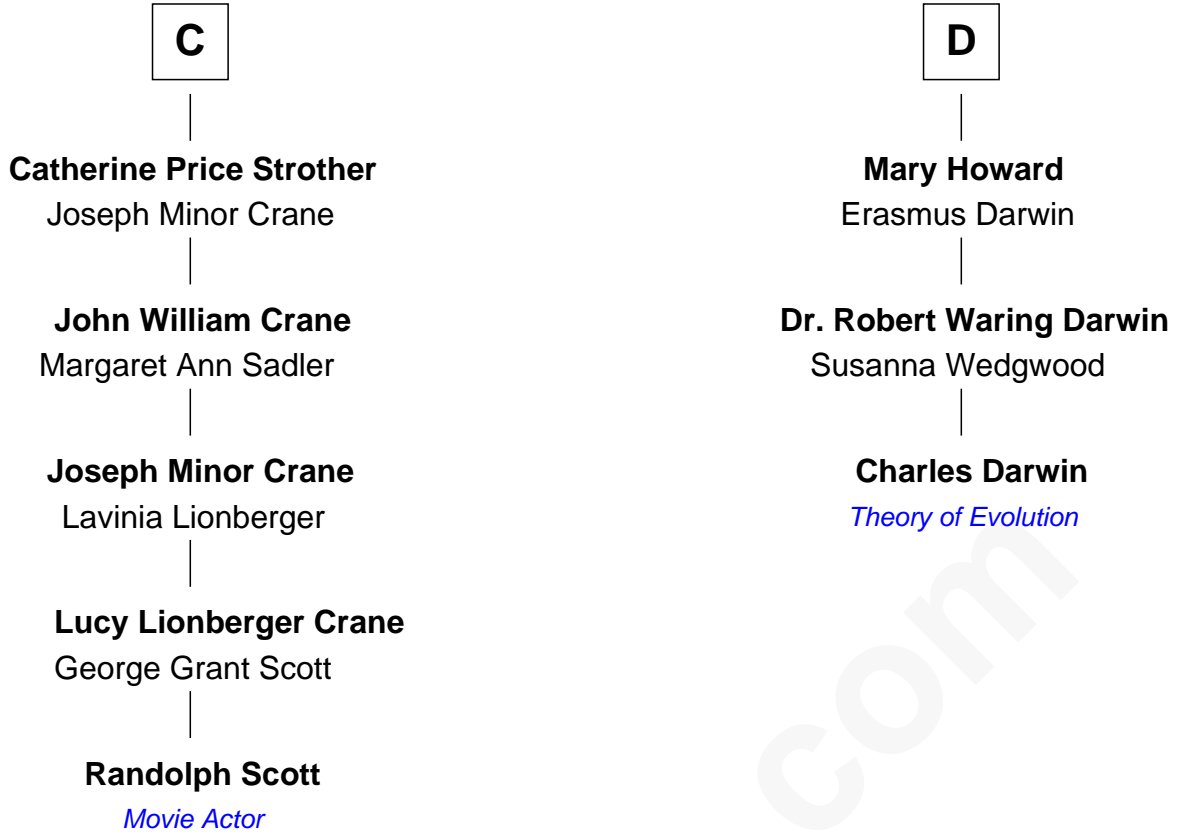 C
Catherine Price Strother
Joseph Minor Crane
John William Crane
Margaret Ann Sadler
Joseph Minor Crane
Lavinia Lionberger
Lucy Lionberger Crane
George Grant Scott
Randolph Scott
Movie Actor
D
Mary Howard
Erasmus Darwin
Dr. Robert Waring Darwin
Susanna Wedgwood
Charles Darwin
Theory of Evolution
com